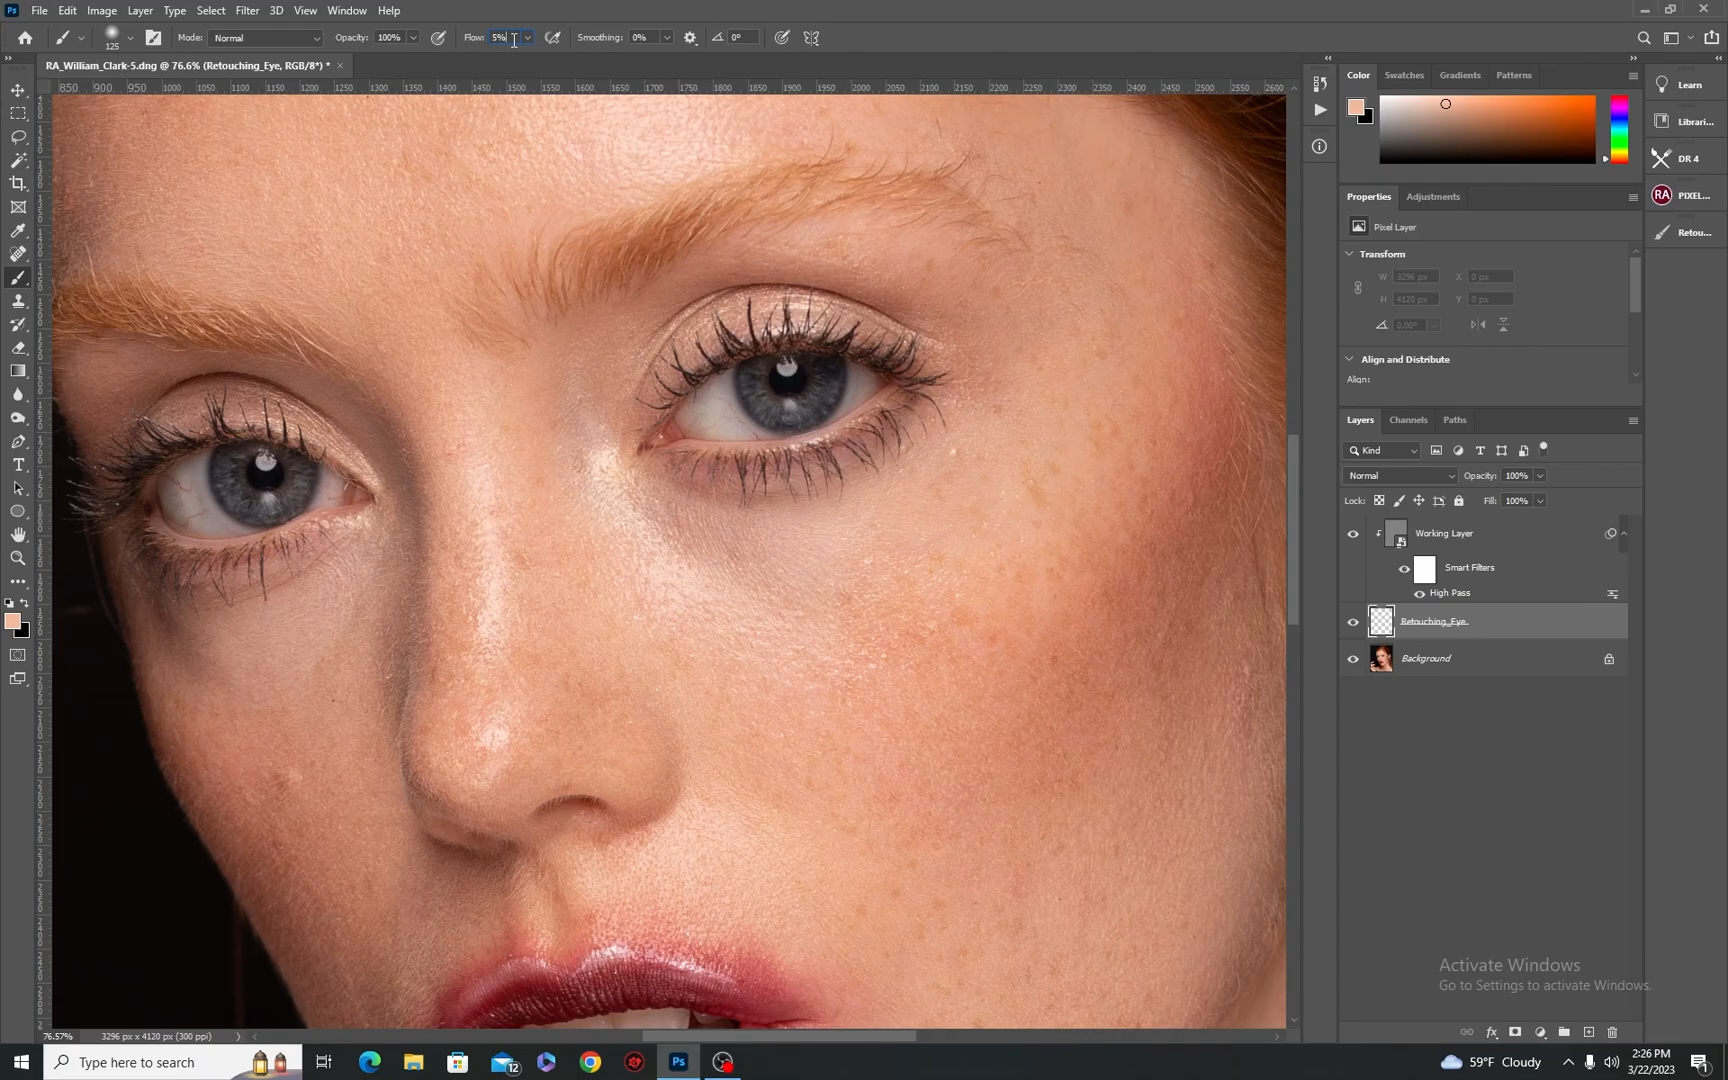 Ps File Edit Image Layer Type Select Filter 3D View Window Help
125 Mode: Normal Opacity: 100% Flow: 5% Smoothing: 0% 0°
RA_William_Clark-5.dng @ 76.6% (Retouching_Eye, RGB/8*) * ×
850 900 950 1000 1050 1100 1150 1200 1250 1300 1350 1400 1450 1500 1550 1600 1650 1700 1750 1800 1850 1900 1950 2000 2050 2100 2150 2200 2250 2300 2350 2400 2450 2500 2550 2600
Color Swatches Gradients Patterns
Learn
Librari...
DR 4
RA PIXEL...
Retou...
Properties Adjustments
Pixel Layer
Transform
W 3296 px X 0 px
H 4120 px Y 0 px
0.00°
Align and Distribute
Align:
Layers Channels Paths
Kind
Normal Opacity: 100%
Lock: Fill: 100%
Working Layer
Smart Filters
High Pass
Retouching_Eye
Background
Activate Windows
Go to Settings to activate Windows.
76.57% 3296 px x 4120 px (300 ppi)
Type here to search 12 Ps 59°F Cloudy 2:26 PM
3/22/2023 1